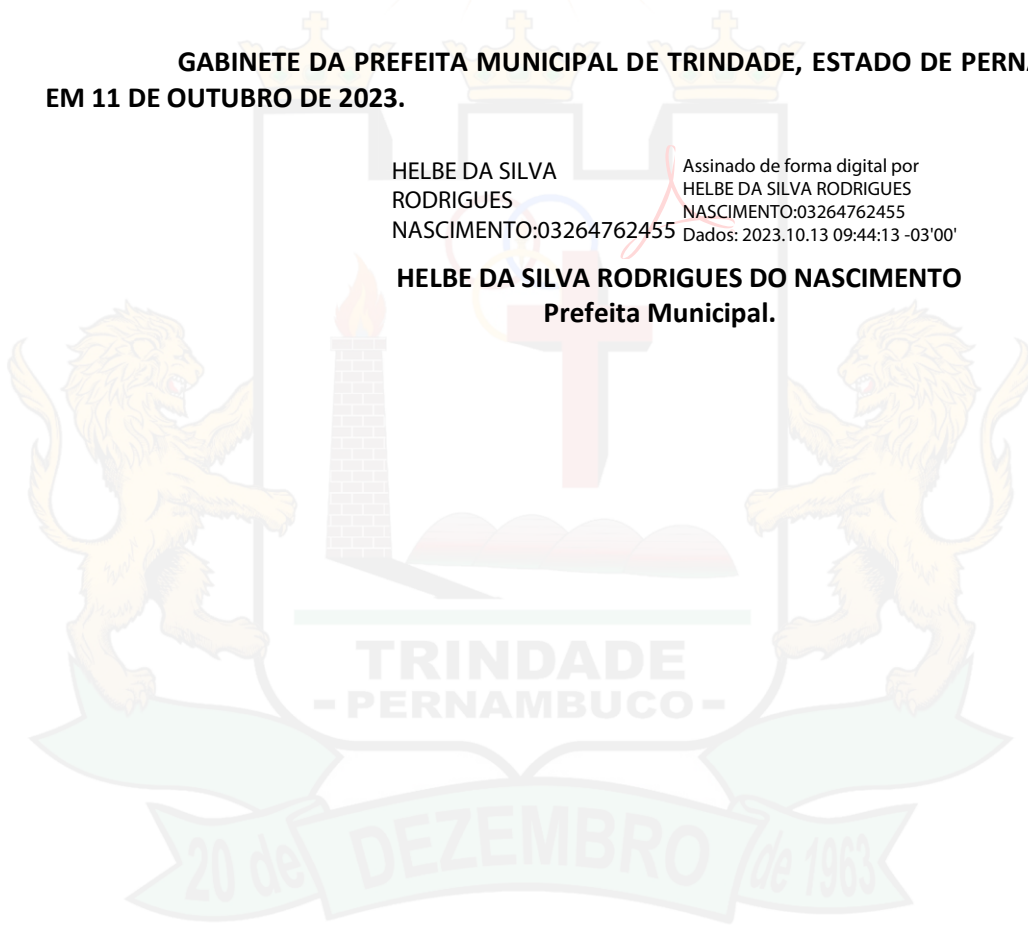 GABINETE DA PREFEITA MUNICIPAL DE TRINDADE, ESTADO DE PERN
EM 11 DE OUTUBRO DE 2023.
HELBE DA SILVA
RODRIGUES
NASCIMENTO:03264762455
Assinado de forma digital por
HELBE DA SILVA RODRIGUES
NASCIMENTO:03264762455
Dados: 2023.10.13 09:44:13 -03'00'
HELBE DA SILVA RODRIGUES DO NASCIMENTO
Prefeita Municipal.
TRINDADE
- PERNAMBUCO -
20 de DEZEMBRO de 1963